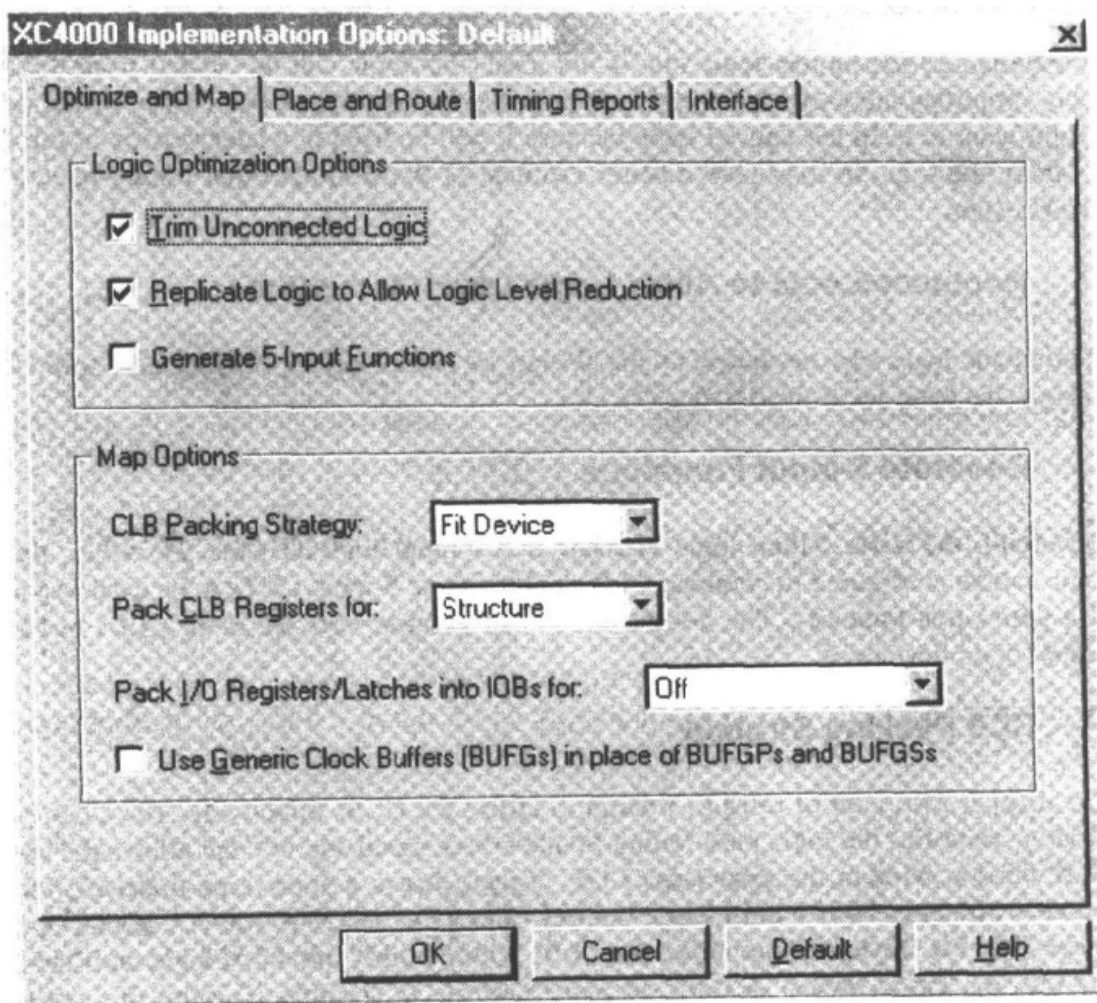 XC4000 Implementation Options: Default
Optimize and Map Place and Route Timing Reports Interface
Logic Optimization Options
Trim Unconnected Logic
Replicate Logic to Allow Logic Level Reduction
Generate 5-Input Functions
Map Options
CLB Packing Strategy: Fit Device
Pack CLB Registers for: Structure
Pack I/O Registers/Latches into IOBs for: Off
Use Generic Clock Buffers (BUFGs) in place of BUFGPs and BUFGSs
OK Cancel Default Help